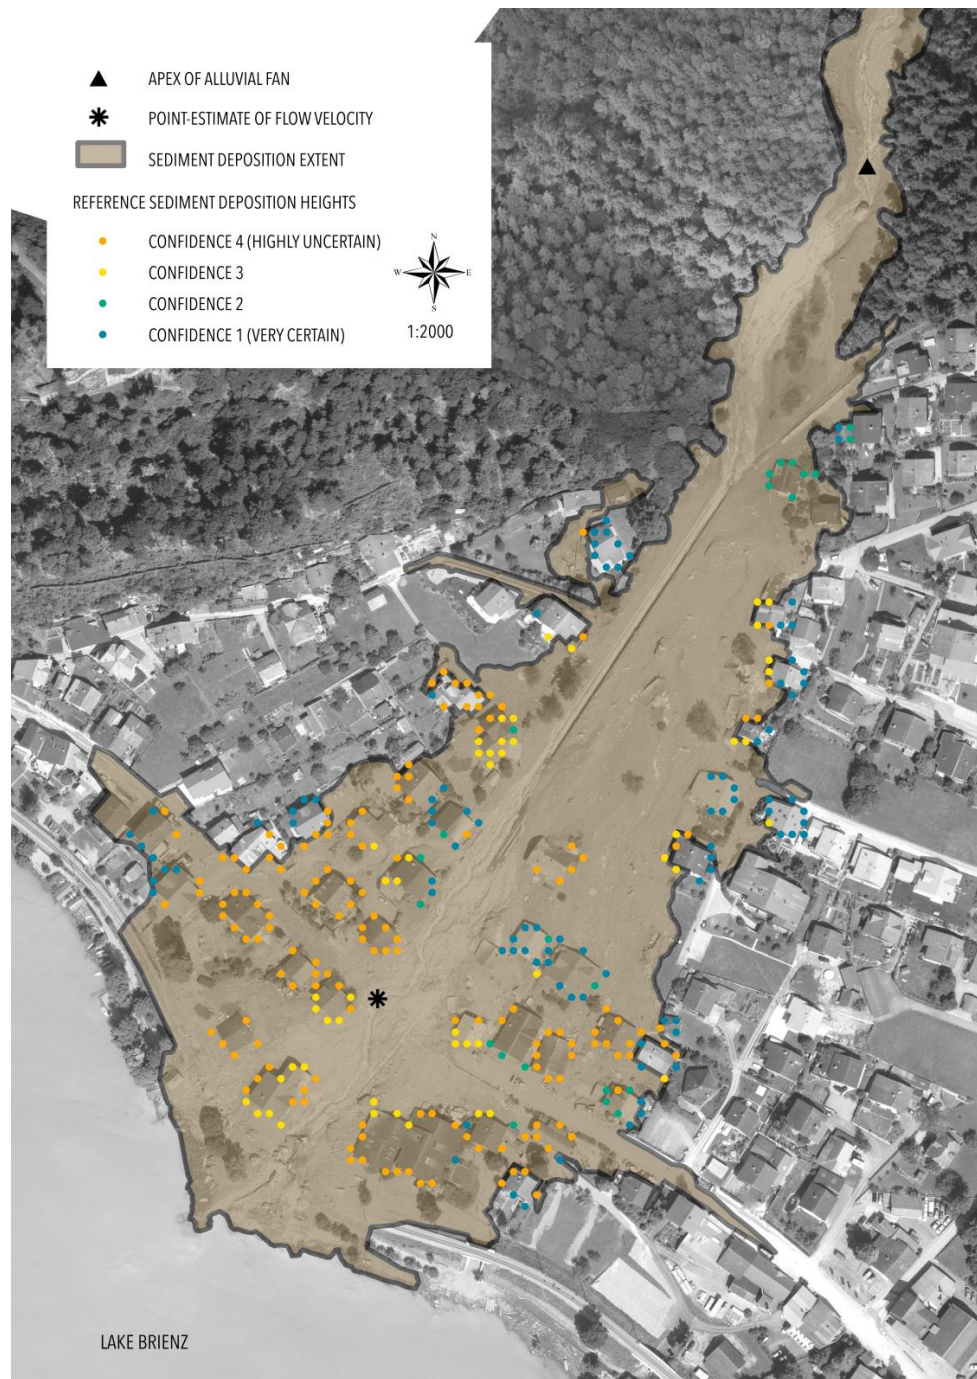 APEX OF ALLUVIAL FAN
POINT-ESTIMATE OF FLOW VELOCITY
SEDIMENT DEPOSITION EXTENT
REFERENCE SEDIMENT DEPOSITION HEIGHTS
CONFIDENCE 4 (HIGHLY UNCERTAIN)
CONFIDENCE 3
CONFIDENCE 2
CONFIDENCE 1 (VERY CERTAIN)
N
W
E
S
1:2000
LAKE BRIENZ